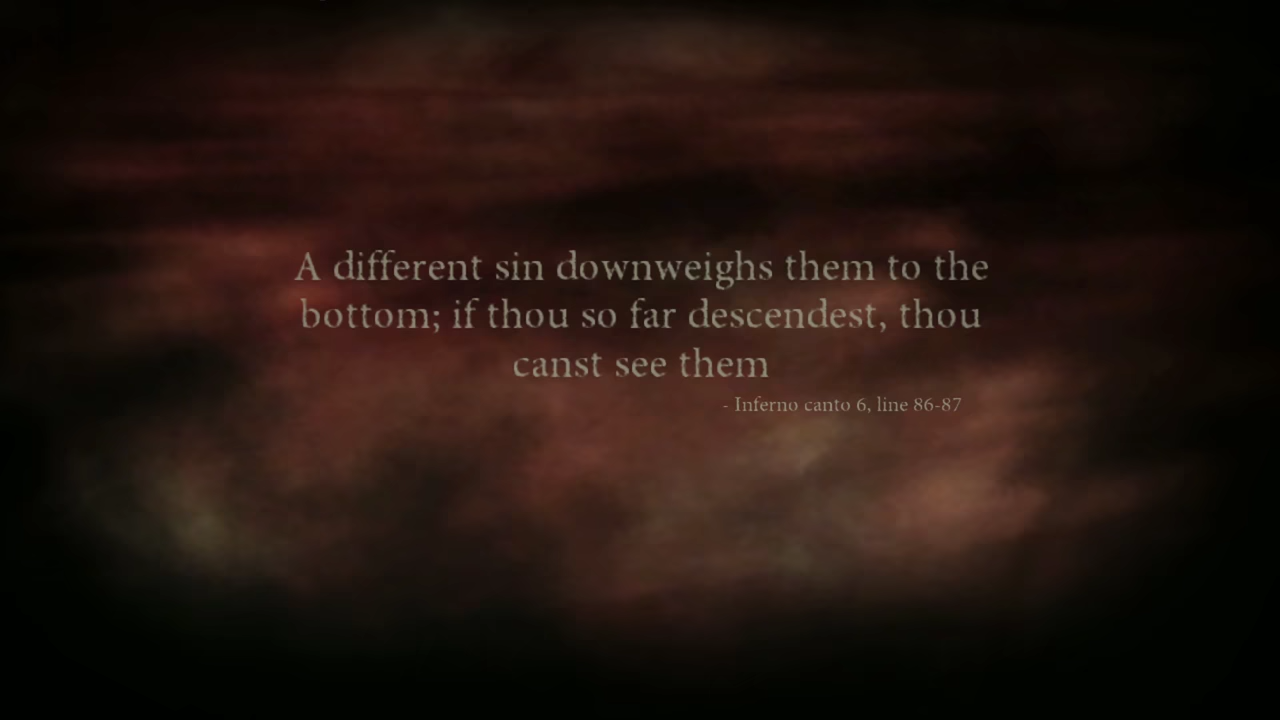 A different sin downweighs them to the
bottom; if thou so far descendest, thou
canst see them
- Inferno canto 6, line 86-87